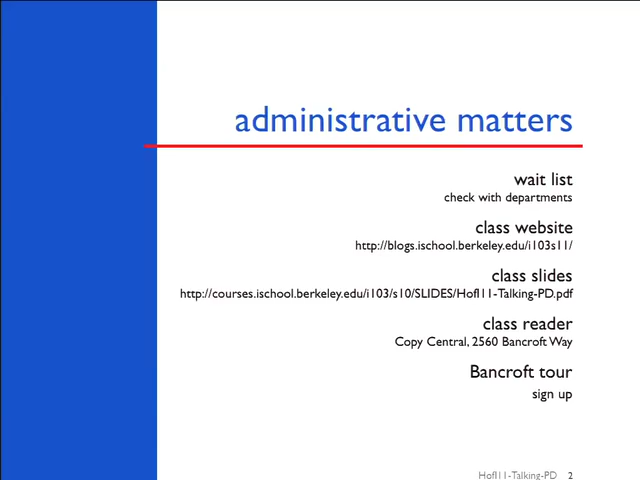 administrative matters
wait list
check with departments
class website
http://blogs.ischool.berkeley.edu/i103s11/
class slides
http://courses.ischool.berkeley.edu/i103/s10/SLIDES/HofI11-Talking-PD.pdf
class reader
Copy Central, 2560 Bancroft Way
Bancroft tour
sign up
HofI11-Talking-PD 2